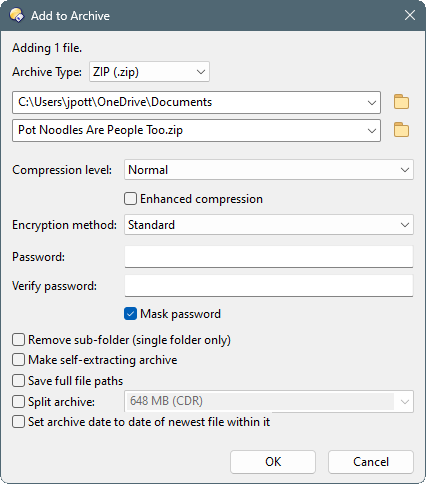 Add to Archive
Adding 1 file.
Archive Type: ZIP (.zip)
C:\Users\jpott\OneDrive\Documents
Pot Noodles Are People Too.zip
Compression level: Normal
Enhanced compression
Encryption method: Standard
Password:
Verify password:
Mask password
Remove sub-folder (single folder only)
Make self-extracting archive
Save full file paths
Split archive: 648 MB (CDR)
Set archive date to date of newest file within it
OK Cancel